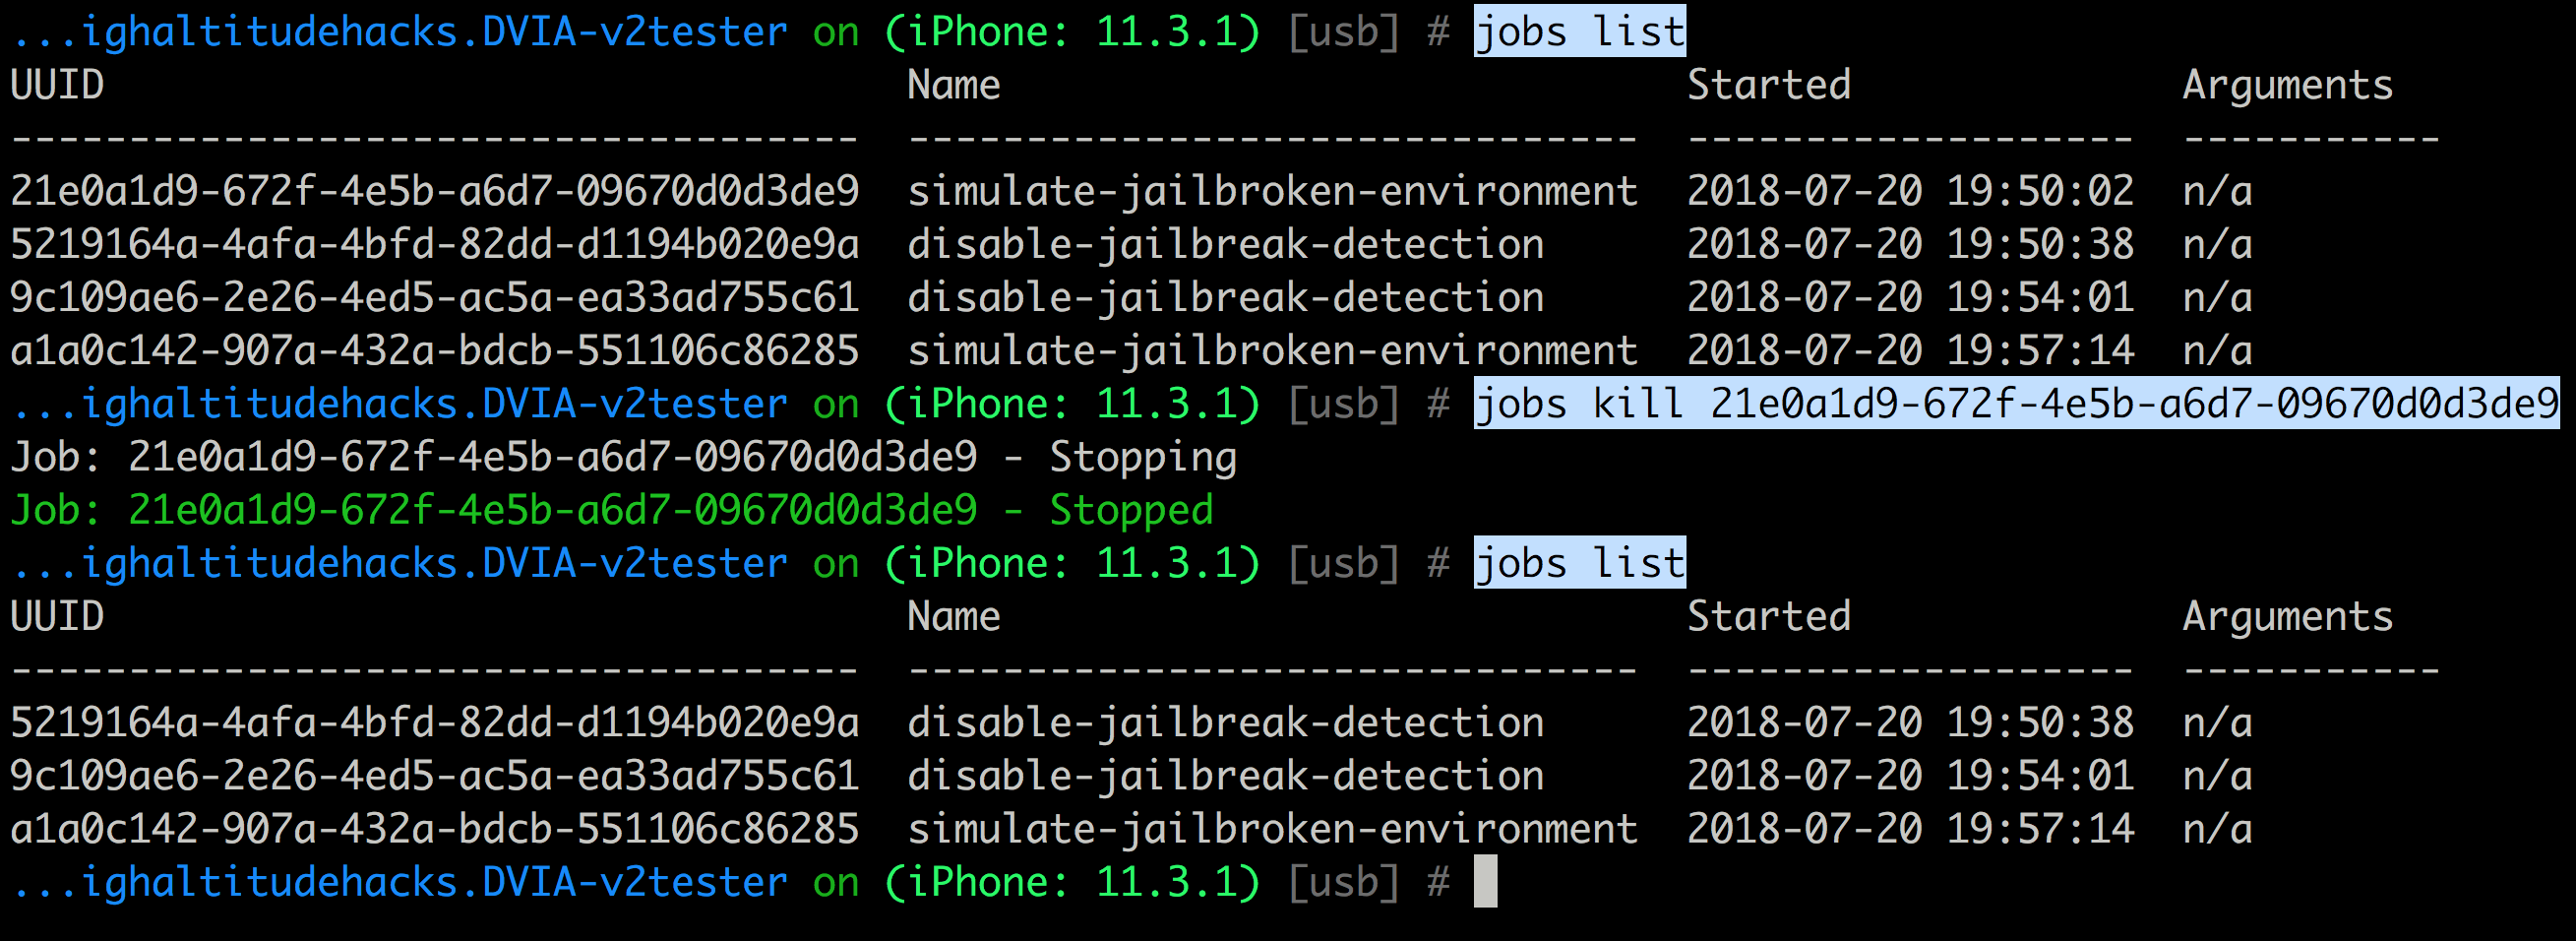 ...ighaltitudehacks.DVIA-v2tester on (iPhone: 11.3.1) [usb] # jobs list
UUID                                  Name                             Started              Arguments
------------------------------------  -------------------------------  -------------------  -----------
21e0a1d9-672f-4e5b-a6d7-09670d0d3de9  simulate-jailbroken-environment  2018-07-20 19:50:02  n/a
5219164a-4afa-4bfd-82dd-d1194b020e9a  disable-jailbreak-detection      2018-07-20 19:50:38  n/a
9c109ae6-2e26-4ed5-ac5a-ea33ad755c61  disable-jailbreak-detection      2018-07-20 19:54:01  n/a
a1a0c142-907a-432a-bdcb-551106c86285  simulate-jailbroken-environment  2018-07-20 19:57:14  n/a
...ighaltitudehacks.DVIA-v2tester on (iPhone: 11.3.1) [usb] # jobs kill 21e0a1d9-672f-4e5b-a6d7-09670d0d3de9
Job: 21e0a1d9-672f-4e5b-a6d7-09670d0d3de9 - Stopping
Job: 21e0a1d9-672f-4e5b-a6d7-09670d0d3de9 - Stopped
...ighaltitudehacks.DVIA-v2tester on (iPhone: 11.3.1) [usb] # jobs list
UUID                                  Name                             Started              Arguments
------------------------------------  -------------------------------  -------------------  -----------
5219164a-4afa-4bfd-82dd-d1194b020e9a  disable-jailbreak-detection      2018-07-20 19:50:38  n/a
9c109ae6-2e26-4ed5-ac5a-ea33ad755c61  disable-jailbreak-detection      2018-07-20 19:54:01  n/a
a1a0c142-907a-432a-bdcb-551106c86285  simulate-jailbroken-environment  2018-07-20 19:57:14  n/a
...ighaltitudehacks.DVIA-v2tester on (iPhone: 11.3.1) [usb] #